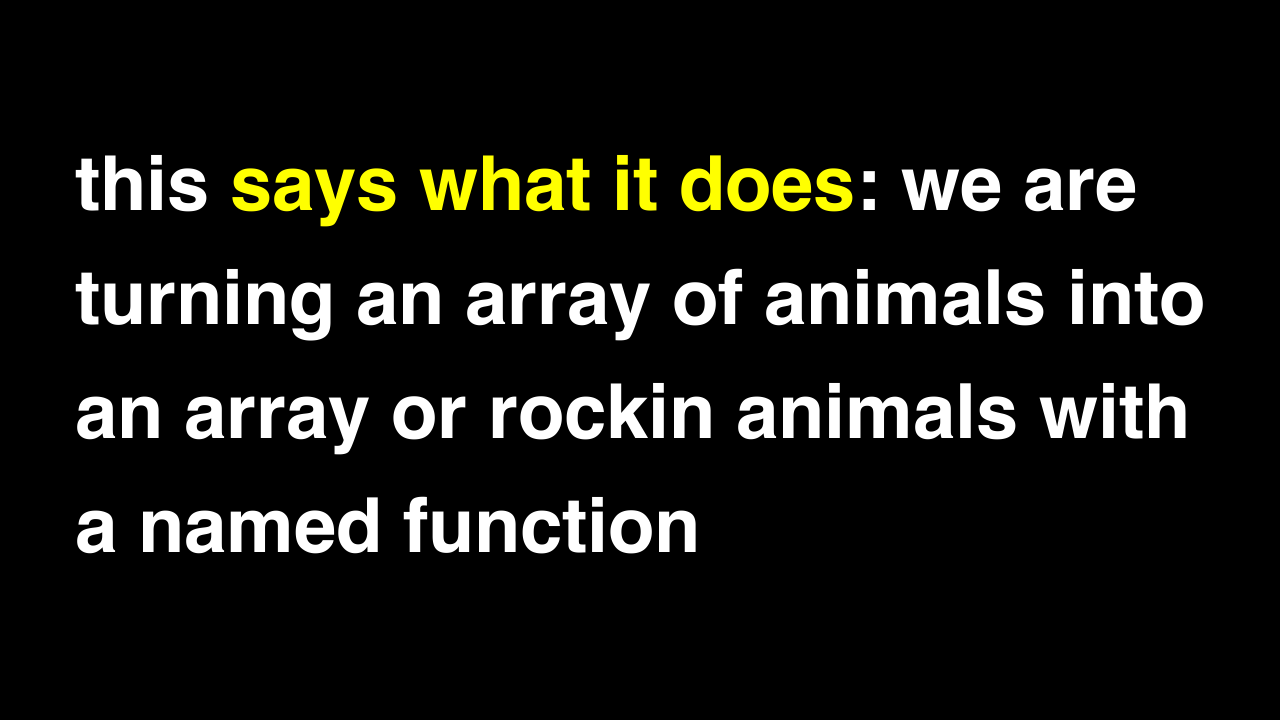 this says what it does: we are
turning an array of animals into
an array or rockin animals with
a named function